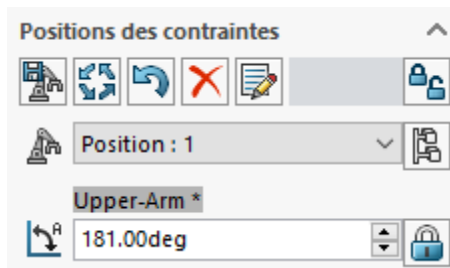 Positions des contraintes
Position : 1
Upper-Arm *
A
181.00deg